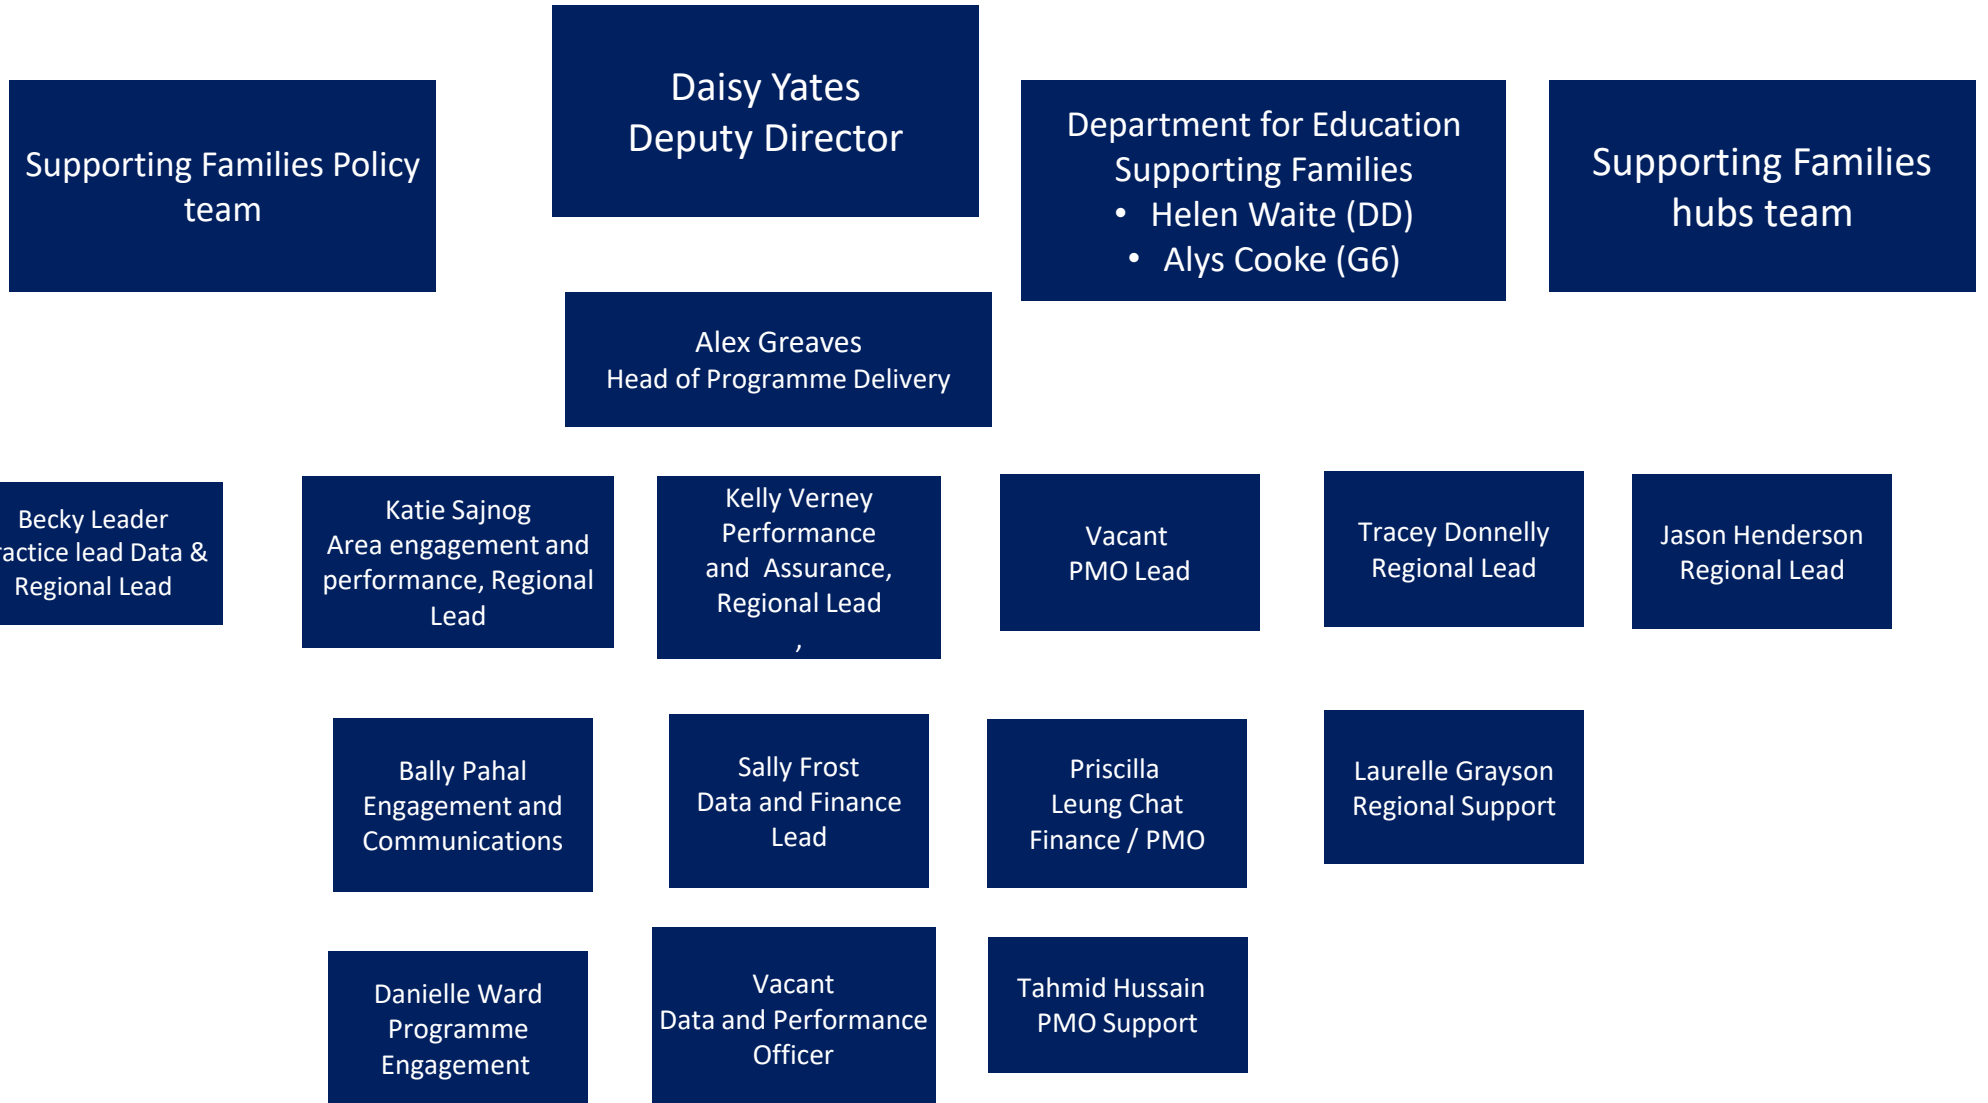 Daisy Yates
Deputy Director
Supporting Families Policy
team
Department for Education
Supporting Families
• Helen Waite (DD)
• Alys Cooke (G6)
Supporting Families
hubs team
Alex Greaves
Head of Programme Delivery
Becky Leader
lead Data &
Regional Lead
Katie Sajnog
Area engagement and
performance, Regional
Lead
Kelly Verney
Performance
and Assurance,
Regional Lead
,
Vacant
PMO Lead
Tracey Donnelly
Regional Lead
Jason Henderson
Regional Lead
Bally Pahal
Engagement and
Communications
Sally Frost
Data and Finance
Lead
Priscilla
Leung Chat
Finance / PMO
Laurelle Grayson
Regional Support
Danielle Ward
Programme
Engagement
Vacant
Data and Performance
Officer
Tahmid Hussain
PMO Support